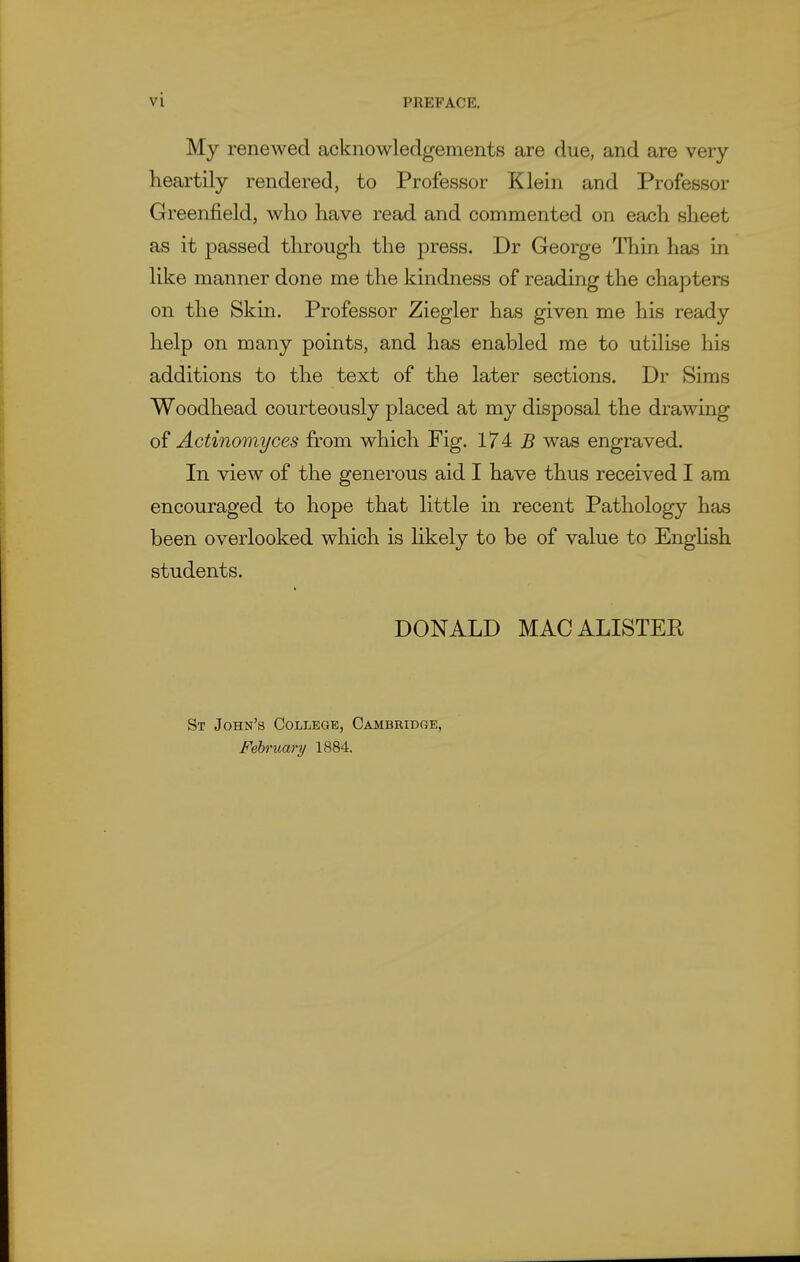 vi PREFACE.
My renewed acknowledgements are due, and are very
heartily rendered, to Professor Klein and Professor
Greenfield, who have read and commented on each sheet
as it passed through the press. Dr George Thin has in
like manner done me the kindness of reading the chapters
on the Skin. Professor Ziegler has given me his ready
help on many points, and has enabled me to utilise his
additions to the text of the later sections. Dr Sims
Woodhead courteously placed at my disposal the drawing
of Actinomyces from which Fig. 174 B was engraved.
In view of the generous aid I have thus received I am
encouraged to hope that little in recent Pathology has
been overlooked which is likely to be of value to English
students.
DONALD MAC ALISTER
St John's College, Cambridge,
February 1884.